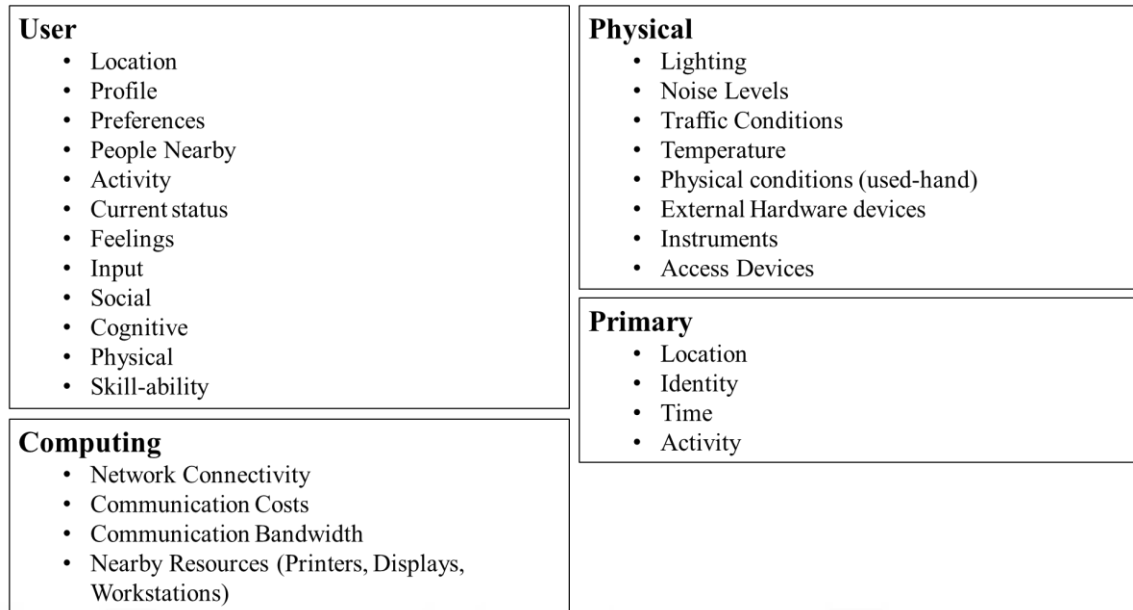 User
• Location
• Profile
• Preferences
• People Nearby
• Activity
• Current status
• Feelings
• Input
• Social
• Cognitive
• Physical
• Skill-ability
Computing
• Network Connectivity
• Communication Costs
• Communication Bandwidth
• Nearby Resources (Printers, Displays,
Workstations)
Physical
• Lighting
• Noise Levels
• Traffic Conditions
• Temperature
• Physical conditions (used-hand)
• External Hardware devices
• Instruments
• Access Devices
Primary
• Location
• Identity
• Time
• Activity